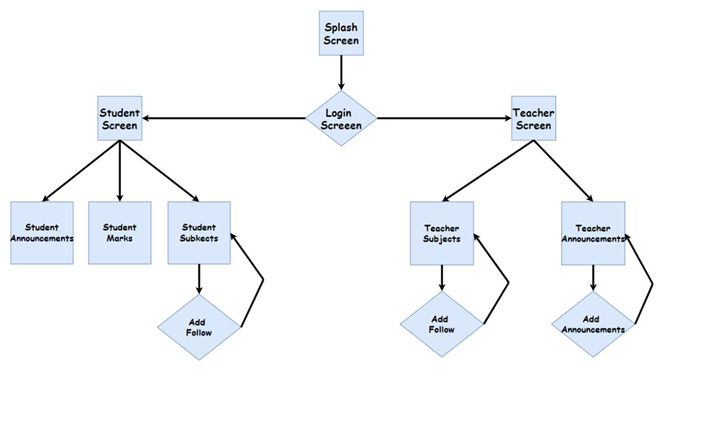 Splash
Screen
Student
Screen
Login
Screeen
Teacher
Screen
Student
Announcements
Student
Marks
Student
Subkects
Teacher
Subjects
Teacher
Announcements
Add
Follow
Add
Follow
Add
Announcements